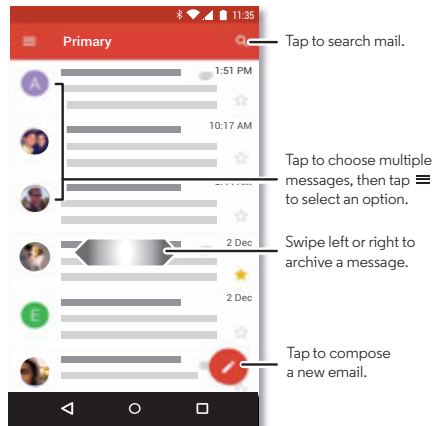 11:35
Primary
Tap to search mail.
A
1:51 PM
10:17 AM
Tap to choose multiple
messages, then tap ≡
to select an option.
2 Dec
Swipe left or right to
archive a message.
2 Dec
E
Tap to compose
a new email.